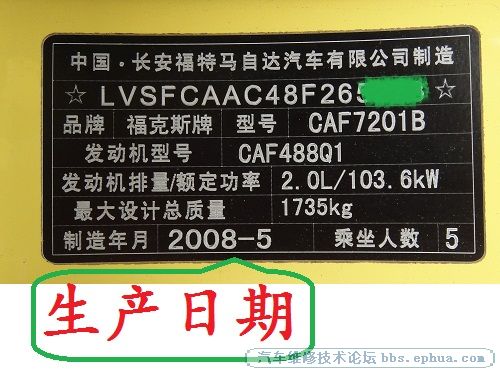 中国·长安福特马自达汽车有限公司制造
☆ LVSFCAAC48F265 ☆
品牌 福克斯牌 型号 CAF7201B
发动机型号 CAF488Q1
发动机排量/额定功率 2.0L/103.6kW
最大设计总质量 1735kg
制造年月 2008-5 乘坐人数 5
生产日期
汽车维修技术论坛 bbs.ephua.com